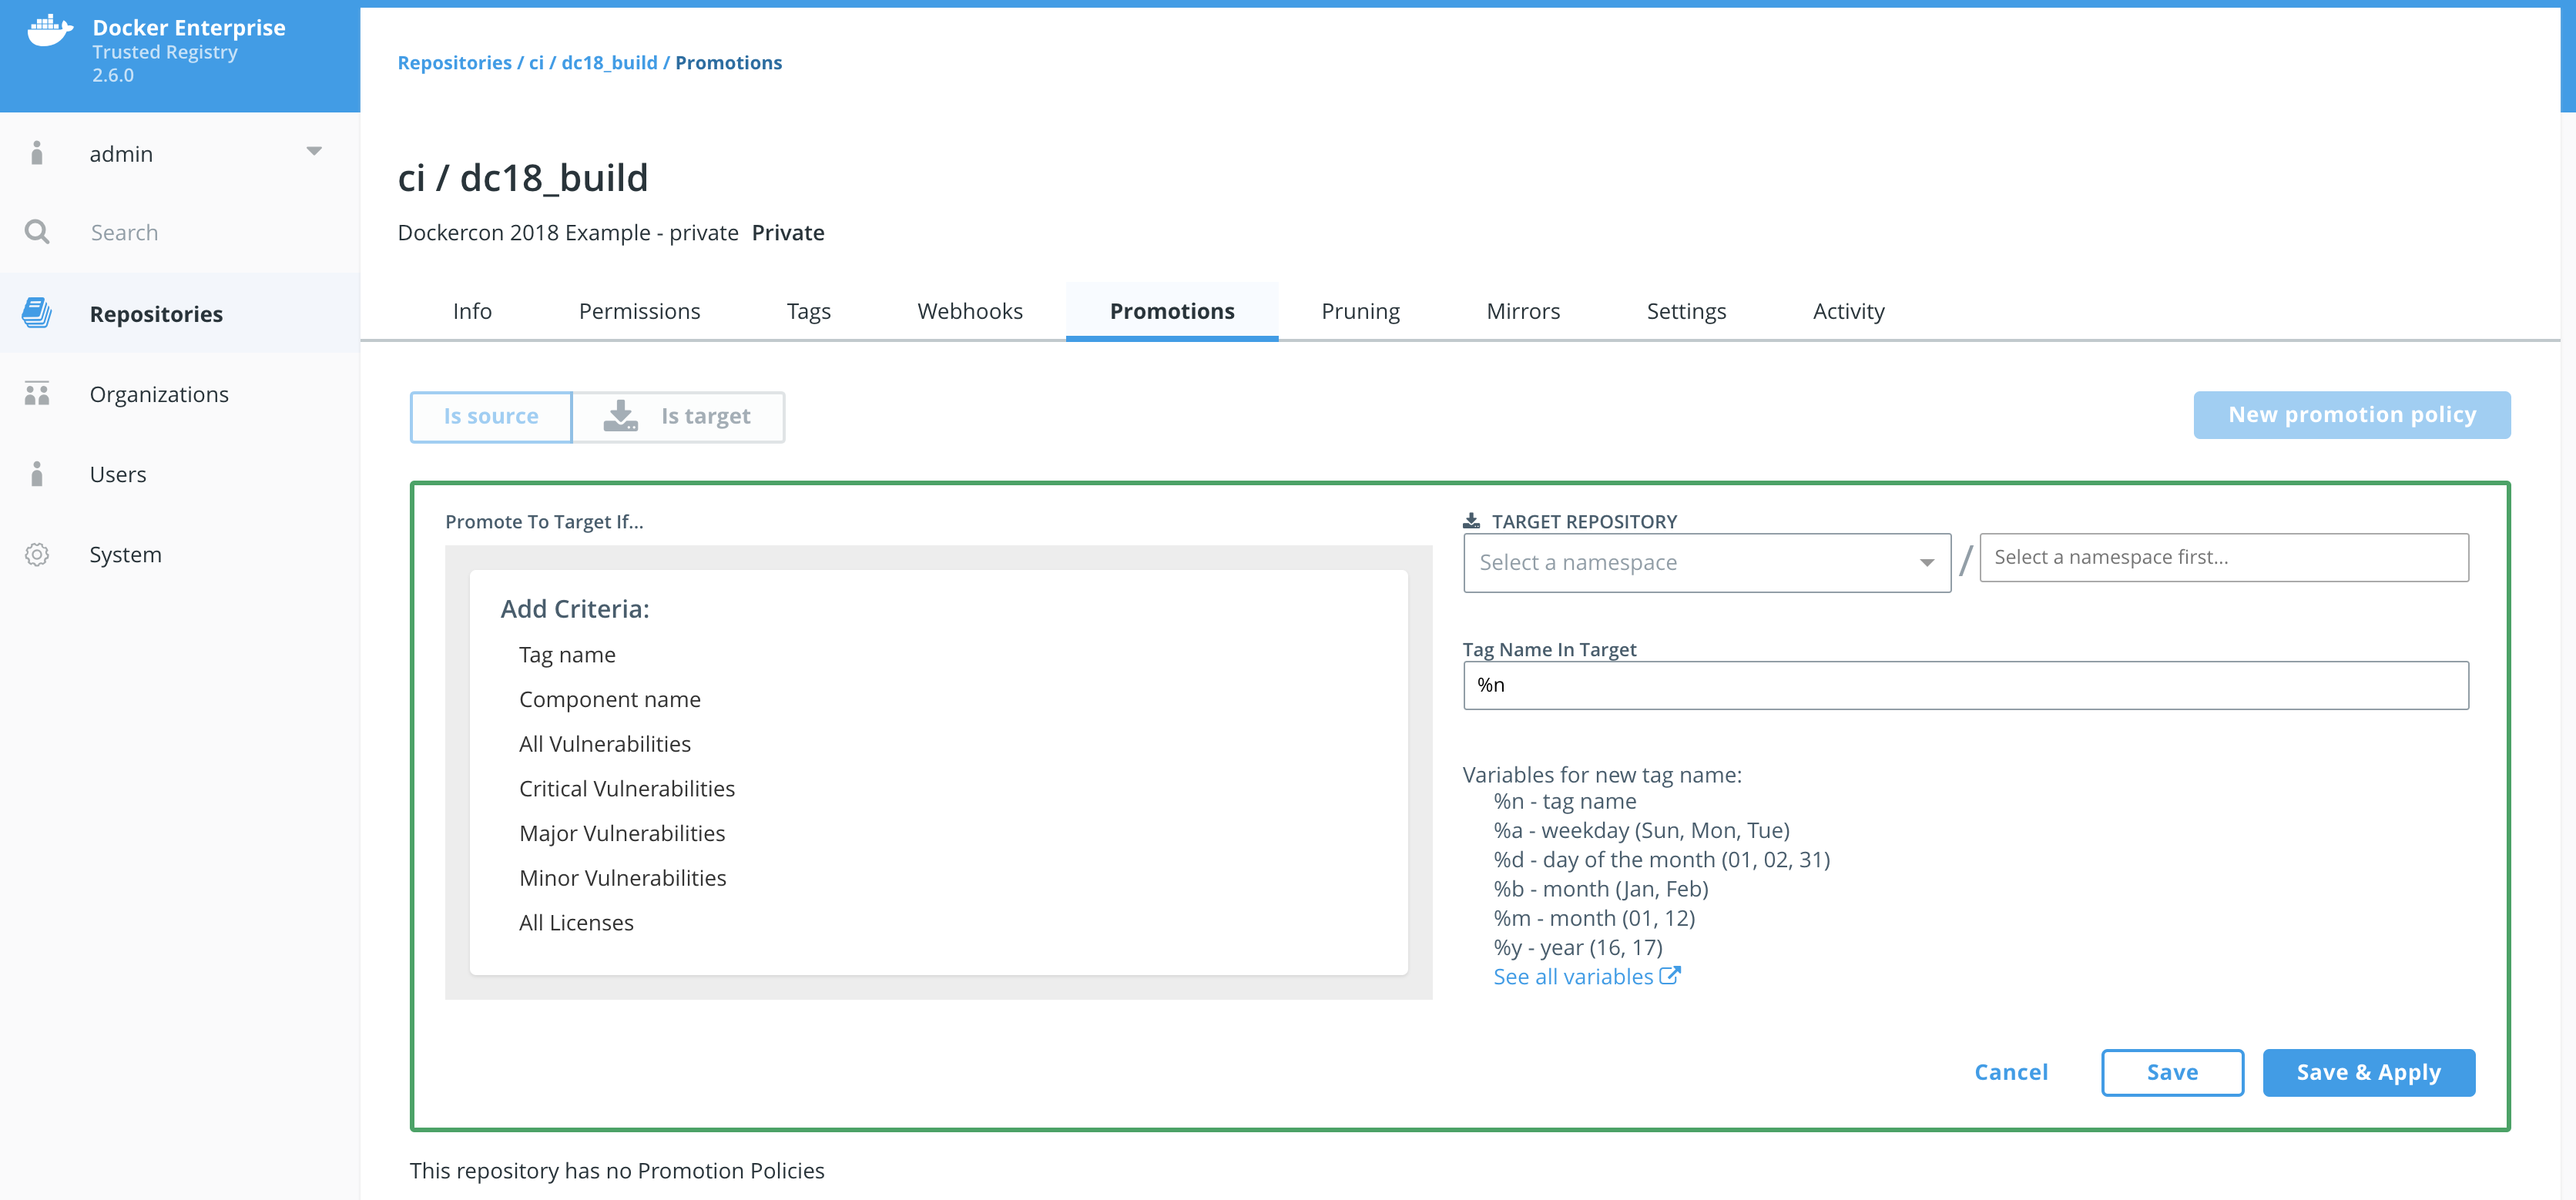 Docker Enterprise
Trusted Registry
2.6.0
admin
Search
Repositories
Organizations
Users
System
Repositories / ci / dc18_build / Promotions
ci / dc18_build
Dockercon 2018 Example - private Private
Info Permissions Tags Webhooks Promotions Pruning Mirrors Settings Activity
Is source Is target
New promotion policy
Promote To Target If...
Add Criteria:
Tag name
Component name
All Vulnerabilities
Critical Vulnerabilities
Major Vulnerabilities
Minor Vulnerabilities
All Licenses
TARGET REPOSITORY
Select a namespace / Select a namespace first...
Tag Name In Target
%n
Variables for new tag name:
%n - tag name
%a - weekday (Sun, Mon, Tue)
%d - day of the month (01, 02, 31)
%b - month (Jan, Feb)
%m - month (01, 12)
%y - year (16, 17)
See all variables
Cancel Save Save & Apply
This repository has no Promotion Policies